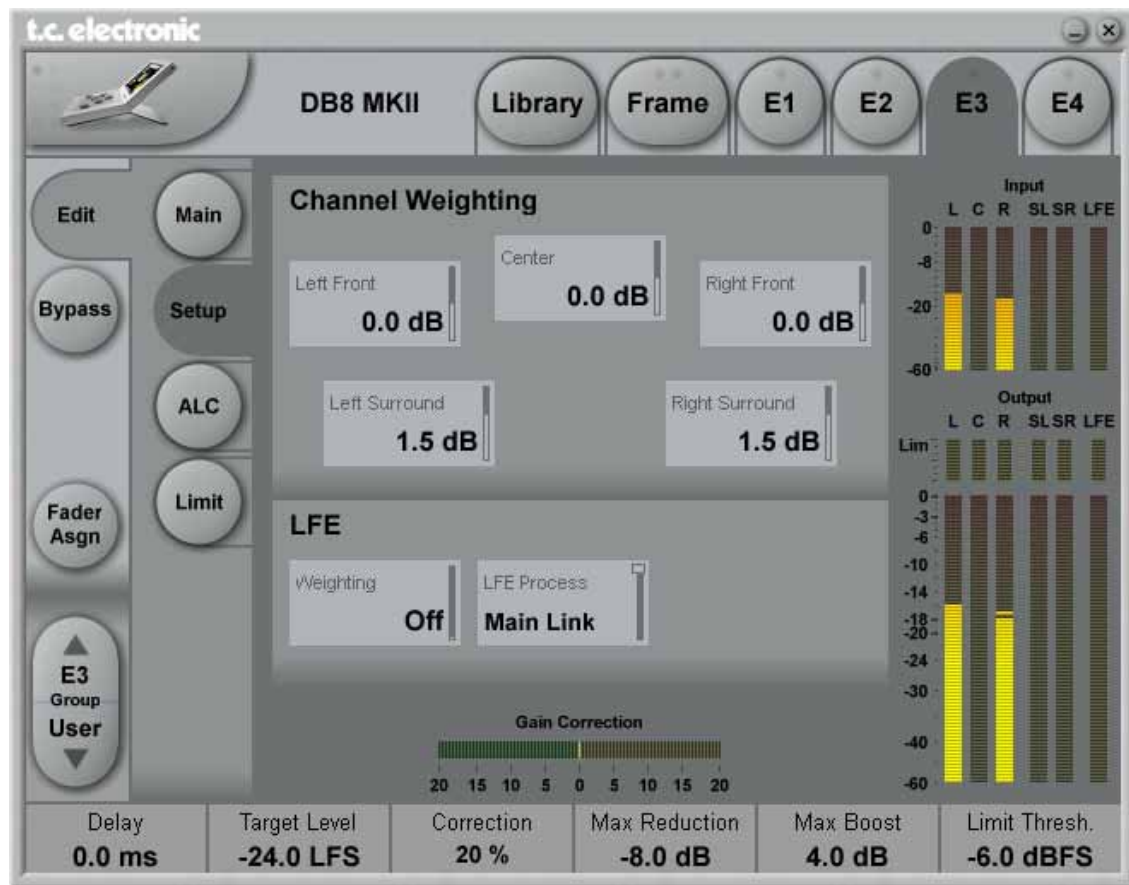 t.c. electronic
DB8 MKII
Library
Frame
E1
E2
E3
E4
Edit
Bypass
Fader
Asgn
E3
Group
User
Main
Setup
ALC
Limit
Channel Weighting
Left Front
0.0 dB
Center
0.0 dB
Right Front
0.0 dB
Left Surround
1.5 dB
Right Surround
1.5 dB
LFE
Weighting
Off
LFE Process
Main Link
Gain Correction
20 15 10 5 0 5 10 15 20
Input
L C R SL SR LFE
0
-8
-20
-60
Output
L C R SL SR LFE
Lim
0
-3
-6
-10
-14
-18
-20
-24
-30
-40
-60
Delay
0.0 ms
Target Level
-24.0 LFS
Correction
20 %
Max Reduction
-8.0 dB
Max Boost
4.0 dB
Limit Thresh.
-6.0 dBFS